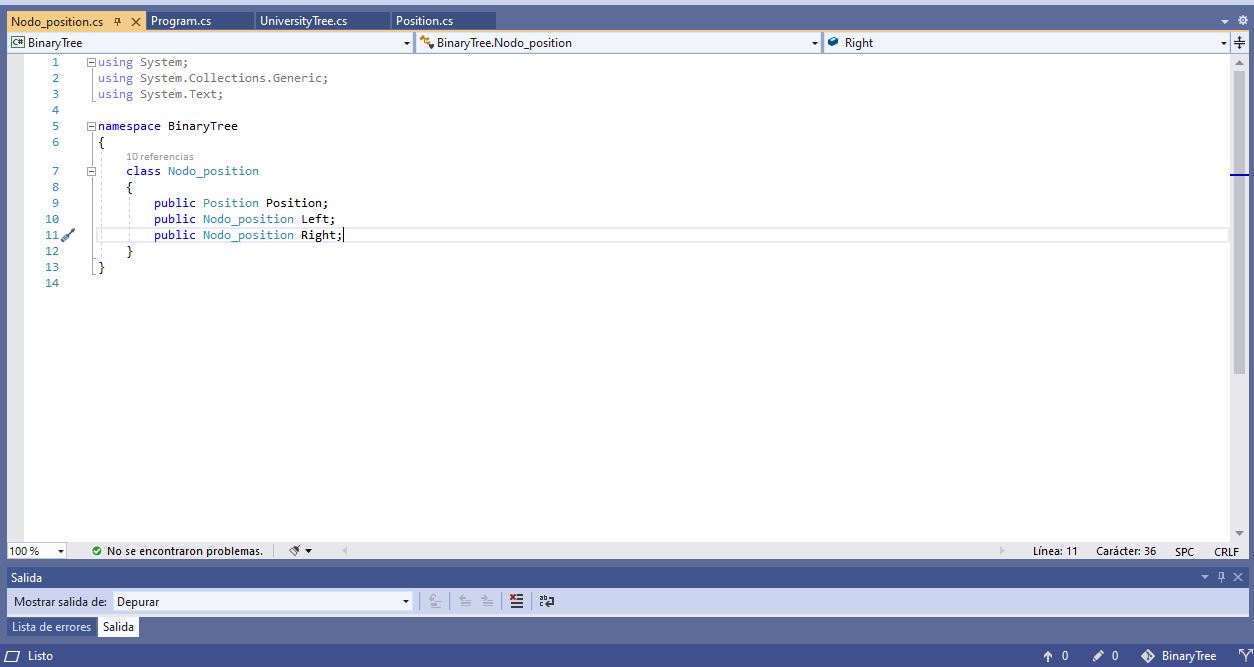 Nodo_position.cs Program.cs UniversityTree.cs Position.cs
C# BinaryTree BinaryTree.Nodo_position Right
1 using System;
2 using System.Collections.Generic;
3 using System.Text;
4
5 namespace BinaryTree
6 {
10 referencias
7 class Nodo_position
8 {
9 public Position Position;
10 public Nodo_position Left;
11 public Nodo_position Right;
12 }
13 }
14
100 % No se encontraron problemas. Línea: 11 Carácter: 36 SPC CRLF
Salida
Mostrar salida de: Depurar
Lista de errores Salida
Listo 0 0 BinaryTree